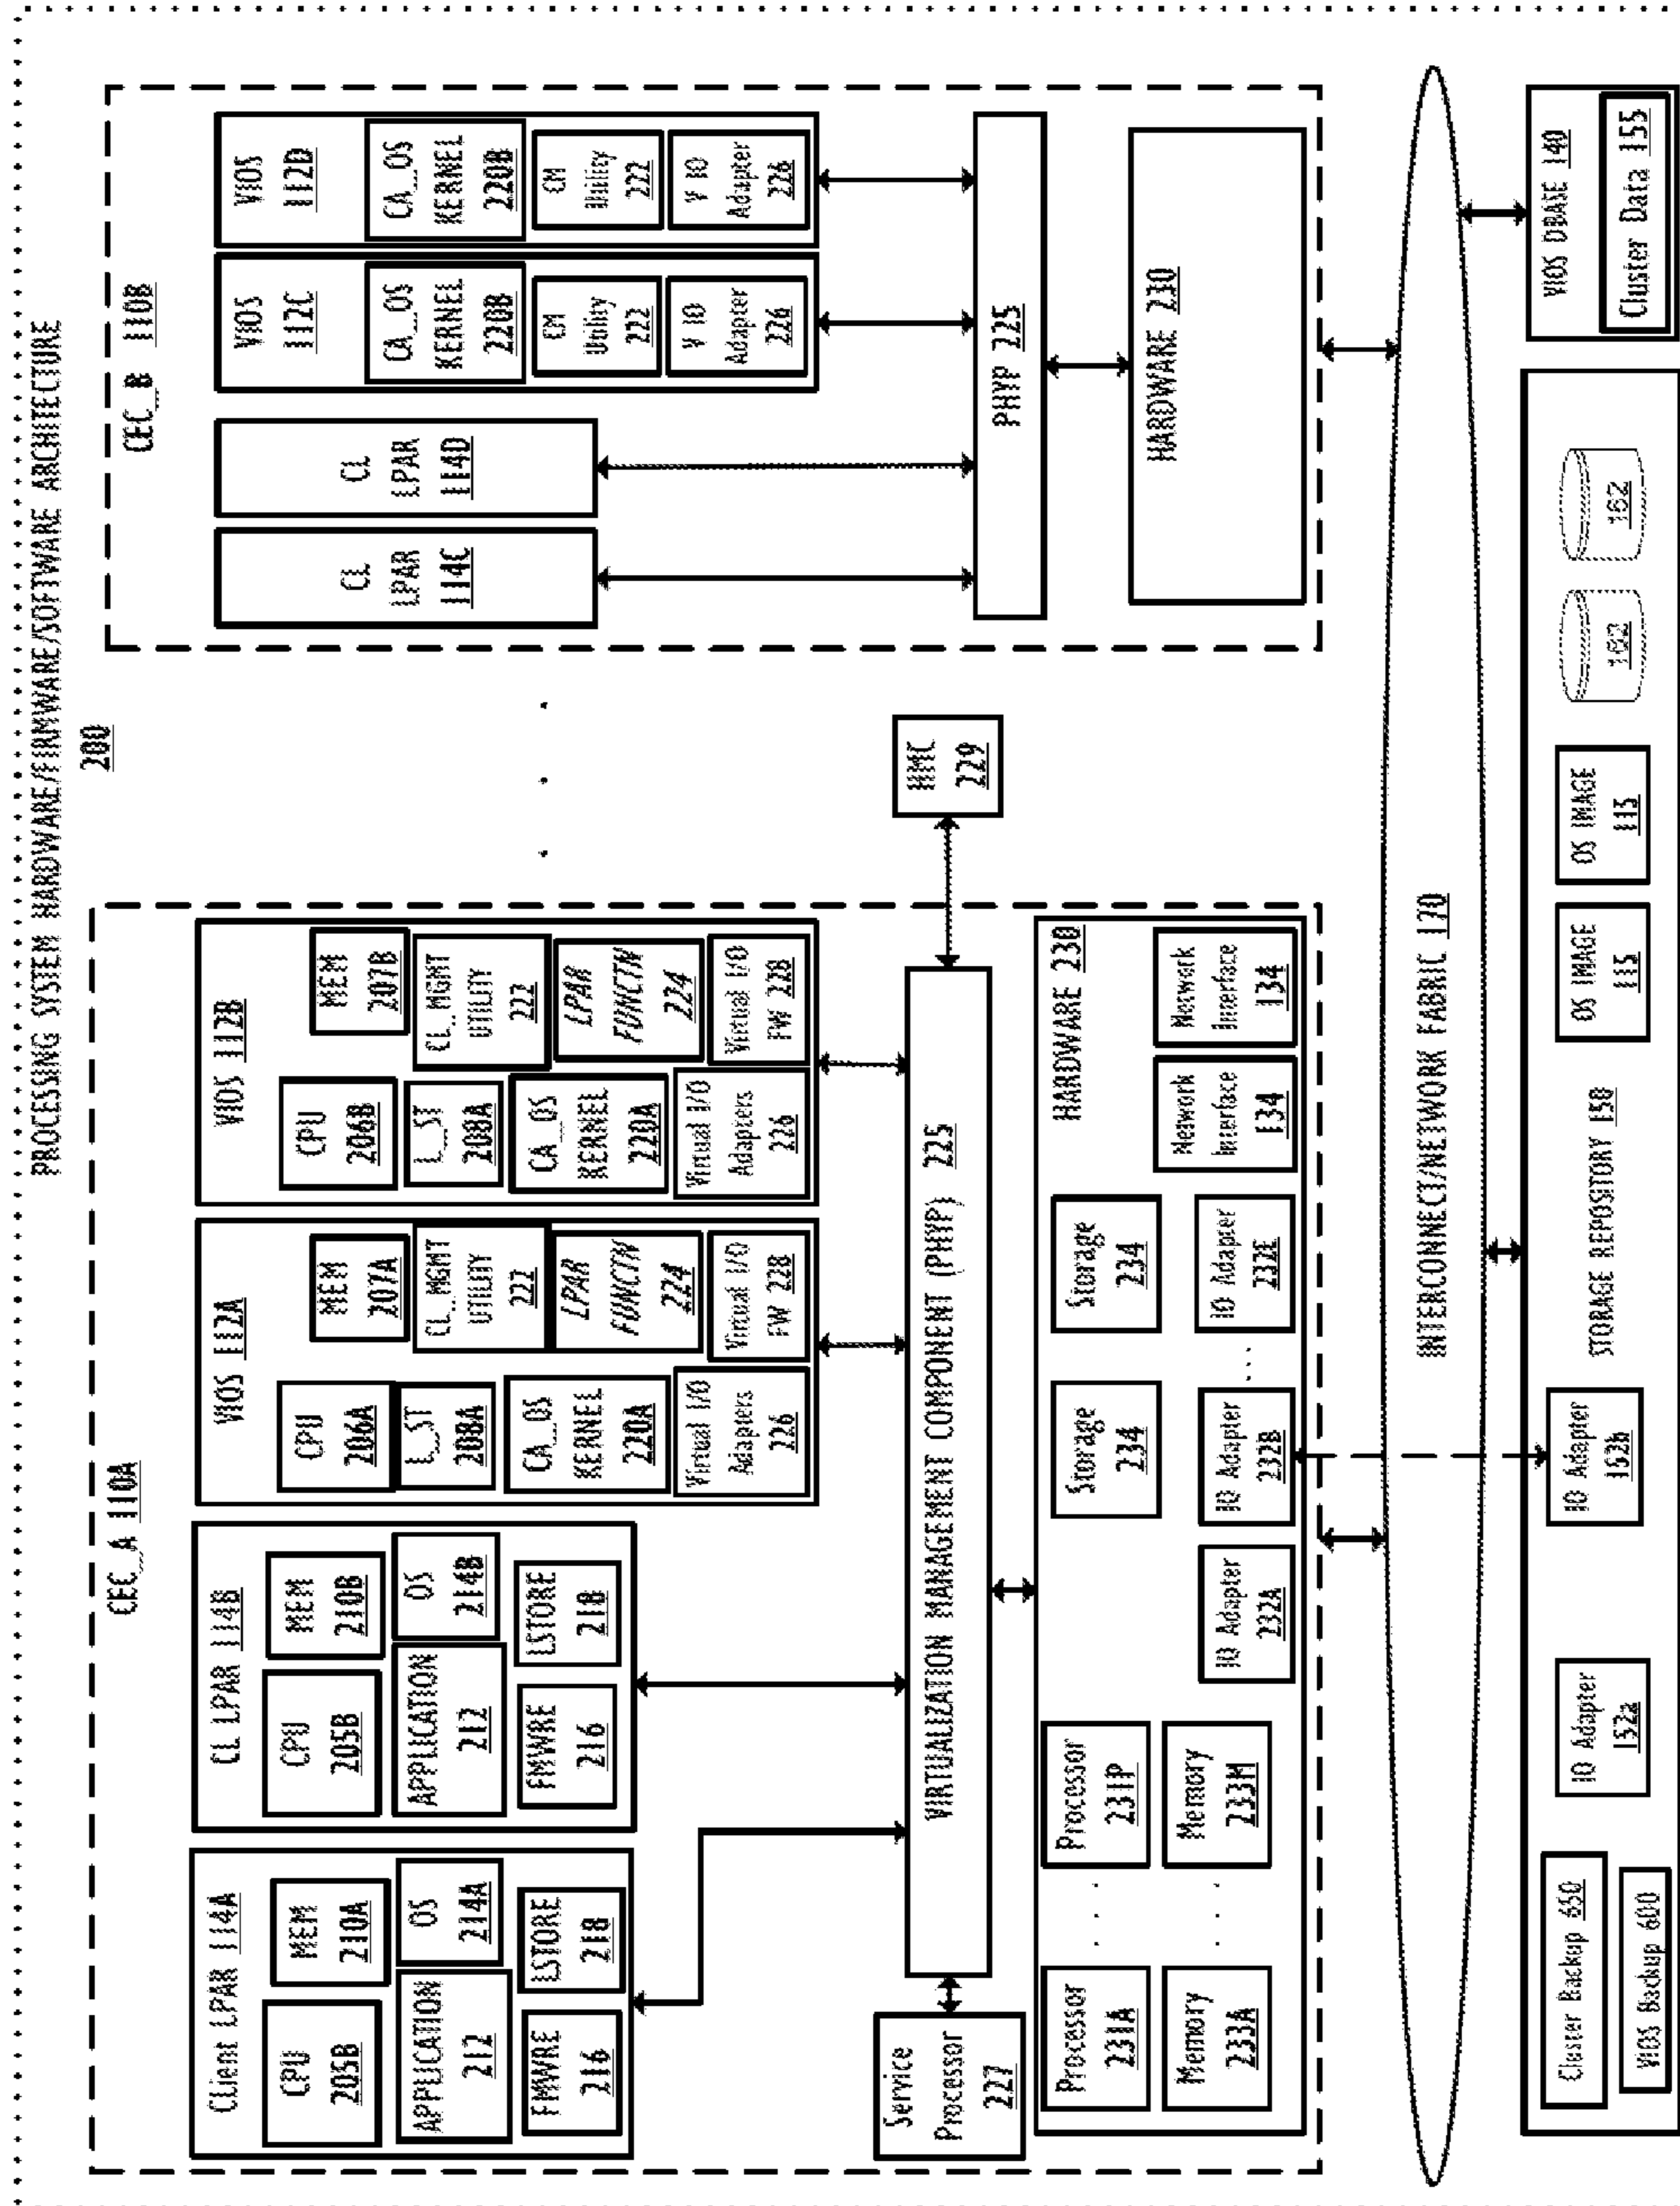 PROCESSING SYSTEM HARDWARE/FIRMWARE/SOFTWARE ARCHITECTURE
200
CEC_A 110A
CLient LPAR 114A
CPU
205B
MEM
210A
APPLICATION
212
OS
214A
FMWRE
216
LSTORE
218
CL LPAR 114B
CPU
205B
MEM
210B
APPLICATION
212
OS
214B
FMWRE
216
LSTORE
218
VIOS 112A
CPU
206A
MEM
207A
L_ST
208A
CL_MGMT
UTILITY
222
CA_OS
KERNEL
220A
LPAR
FUNCTN
224
Virtual I/O
Adapters
226
Virtual I/O
FW 228
VIOS 112B
CPU
206B
MEM
207B
L_ST
208A
CL_MGMT
UTILITY
222
CA_OS
KERNEL
220A
LPAR
FUNCTN
224
Virtual I/O
Adapters
226
Virtual I/O
FW 228
Service
Processor
227
VIRTUALIZATION MANAGEMENT COMPONENT (PHYP) 225
HMC
229
HARDWARE 230
Processor
231A
. . .
Processor
231P
Memory
233A
. . .
Memory
233M
Storage
234
Storage
234
IO Adapter
232A
IO Adapter
232B
...
IO Adapter
232E
Network
Interface
134
Network
Interface
134
. . .
CEC_B 110B
CL
LPAR
114C
CL
LPAR
114D
VIOS
112C
CA_OS
KERNEL
220B
CM
Utility
222
V IO
Adapter
226
VIOS
112D
CA_OS
KERNEL
220B
CM
Utility
222
V IO
Adapter
226
PHYP 225
HARDWARE 230
INTERCONNECT/NETWORK FABRIC 170
Cluster Backup 650
VIOS Backup 600
IO Adapter
152a
IO Adapter
152b
STORAGE REPOSITORY 150
OS IMAGE
115
OS IMAGE
115
162
162
VIOS DBASE 140
Cluster Data 155